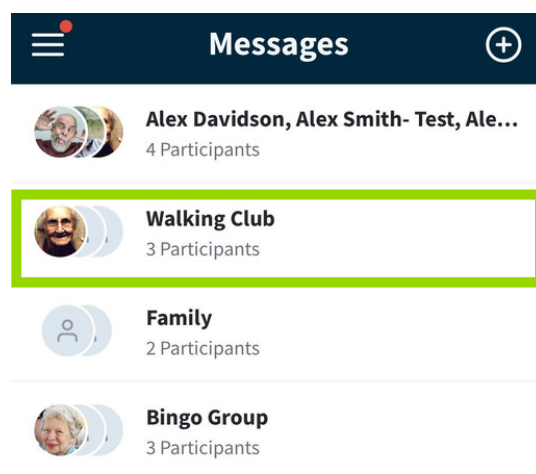 Messages
Alex Davidson, Alex Smith- Test, Ale...
4 Participants
Walking Club
3 Participants
Family
2 Participants
Bingo Group
3 Participants